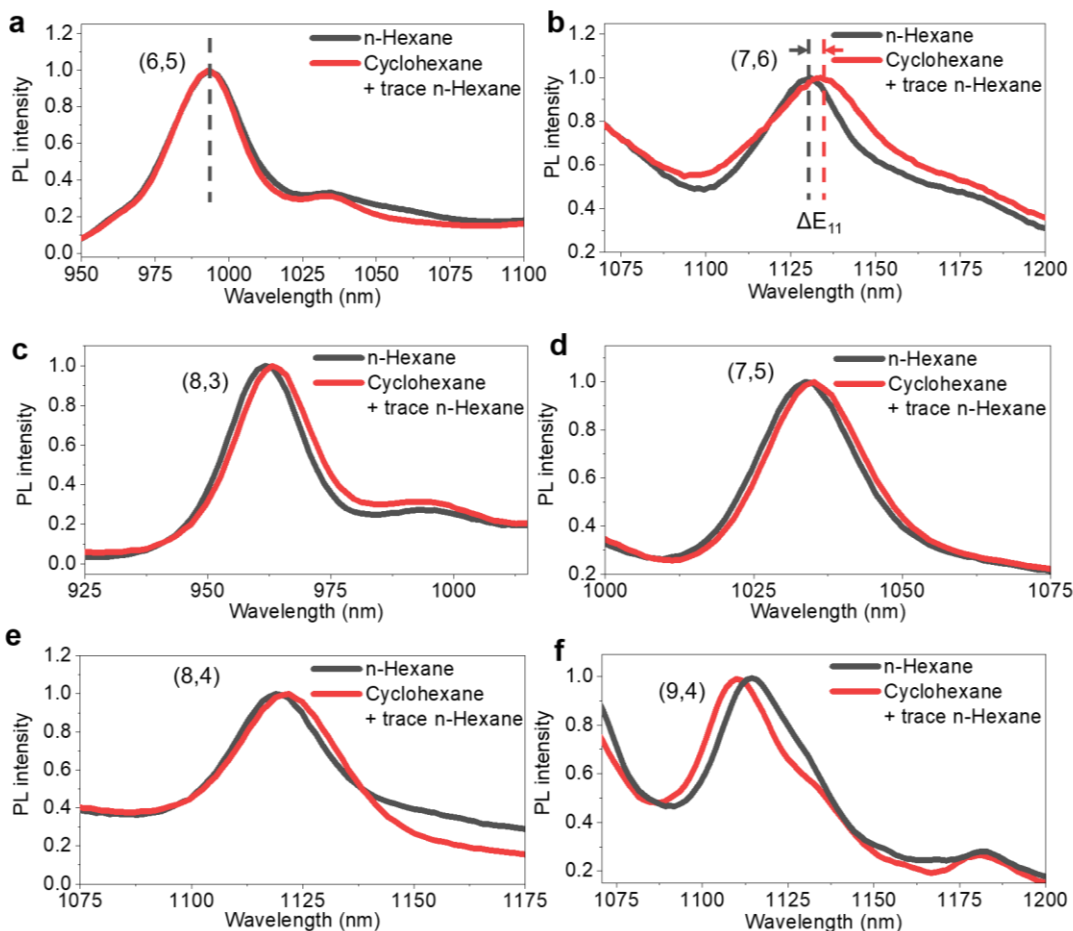 a
1.2
1.0
0.8
0.6
0.4
0.2
0.0
PL intensity
(6,5)
n-Hexane
Cyclohexane
+ trace n-Hexane
950 975 1000 1025 1050 1075 1100
Wavelength (nm)
b
1.2
1.0
0.8
0.6
0.4
0.2
PL intensity
(7,6)
n-Hexane
Cyclohexane
+ trace n-Hexane
ΔE₁₁
1075 1100 1125 1150 1175 1200
Wavelength (nm)
c
1.0
0.8
0.6
0.4
0.2
0.0
PL intensity
(8,3)
n-Hexane
Cyclohexane
+ trace n-Hexane
925 950 975 1000
Wavelength (nm)
d
1.0
0.8
0.6
0.4
0.2
PL intensity
(7,5)
n-Hexane
Cyclohexane
+ trace n-Hexane
1000 1025 1050 1075
Wavelength (nm)
e
1.2
1.0
0.8
0.6
0.4
0.2
0.0
PL intensity
(8,4)
n-Hexane
Cyclohexane
+ trace n-Hexane
1075 1100 1125 1150 1175
Wavelength (nm)
f
1.0
0.8
0.6
0.4
0.2
PL intensity
(9,4)
n-Hexane
Cyclohexane
+ trace n-Hexane
1075 1100 1125 1150 1175 1200
Wavelength (nm)